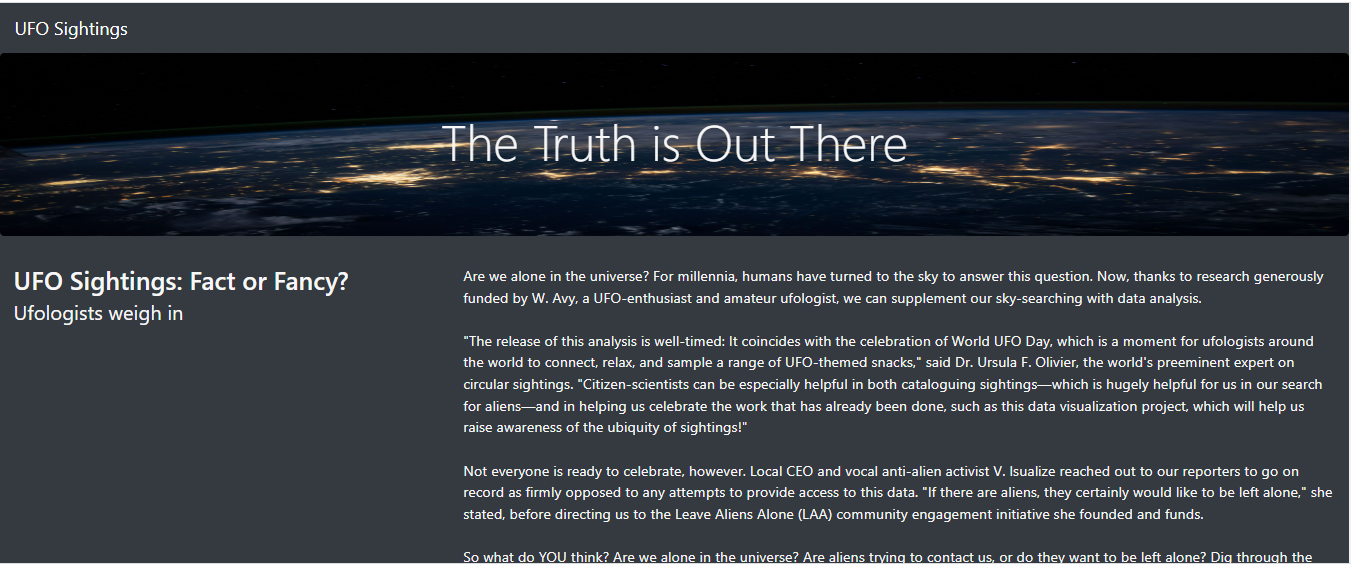 UFO Sightings
The Truth is Out There
UFO Sightings: Fact or Fancy?
Ufologists weigh in
Are we alone in the universe? For millennia, humans have turned to the sky to answer this question. Now, thanks to research generously
funded by W. Avy, a UFO-enthusiast and amateur ufologist, we can supplement our sky-searching with data analysis.
"The release of this analysis is well-timed: It coincides with the celebration of World UFO Day, which is a moment for ufologists around
the world to connect, relax, and sample a range of UFO-themed snacks," said Dr. Ursula F. Olivier, the world's preeminent expert on
circular sightings. "Citizen-scientists can be especially helpful in both cataloguing sightings—which is hugely helpful for us in our search
for aliens—and in helping us celebrate the work that has already been done, such as this data visualization project, which will help us
raise awareness of the ubiquity of sightings!"
Not everyone is ready to celebrate, however. Local CEO and vocal anti-alien activist V. Isualize reached out to our reporters to go on
record as firmly opposed to any attempts to provide access to this data. "If there are aliens, they certainly would like to be left alone," she
stated, before directing us to the Leave Aliens Alone (LAA) community engagement initiative she founded and funds.
So what do YOU think? Are we alone in the universe? Are aliens trying to contact us, or do they want to be left alone? Dig through the